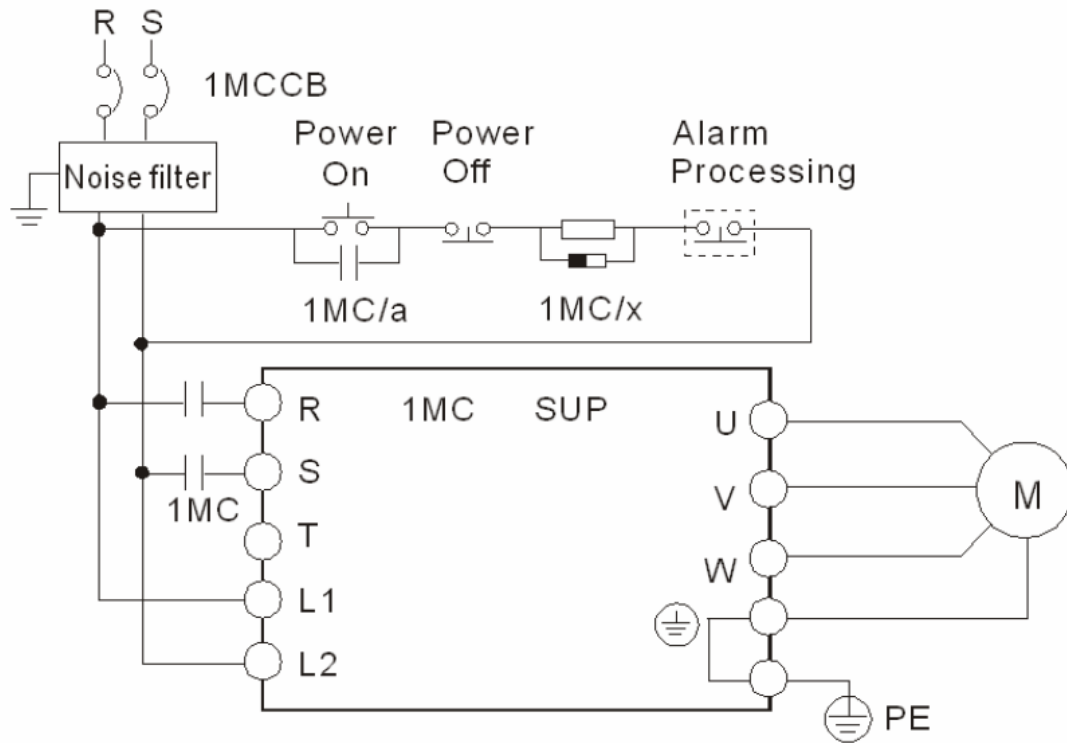 R S
1MCCB
Noise filter
Power On
Power Off
Alarm Processing
1MC/a
1MC/x
R 1MC SUP U
S
1MC
V
T
W
L1
L2
M
PE